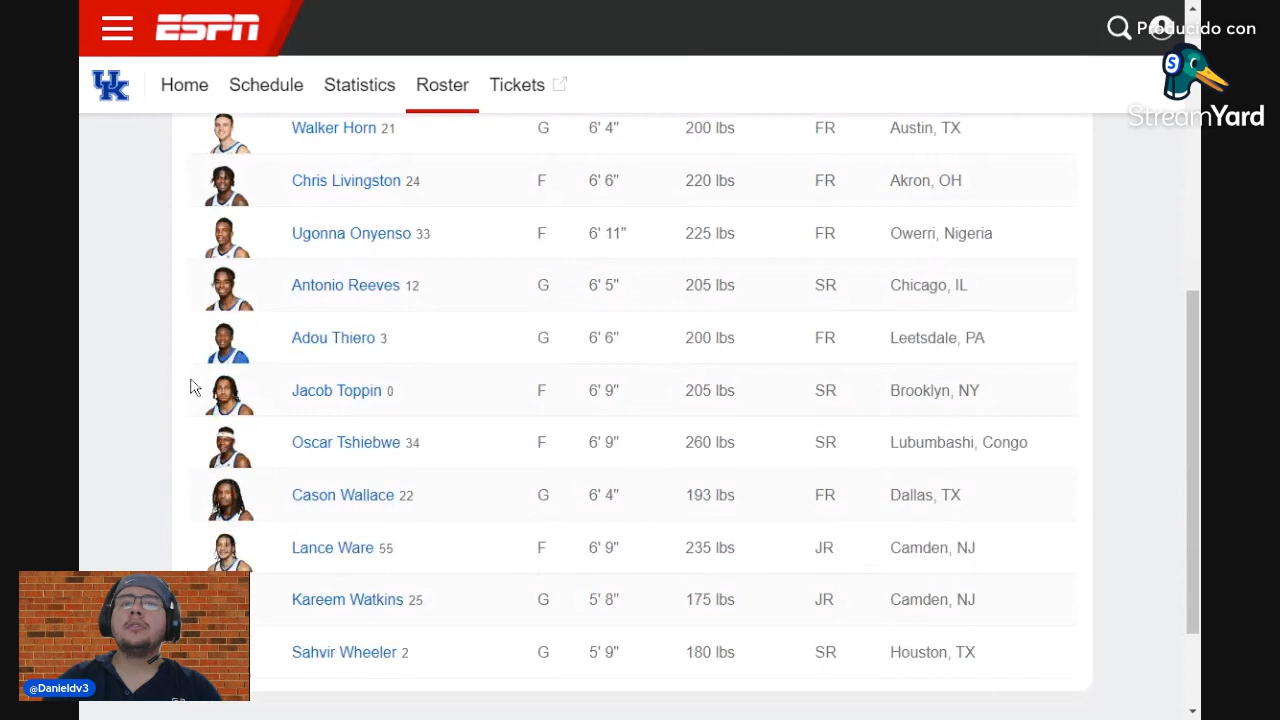 ESPN
Producido con
StreamYard
UK
Home Schedule Statistics Roster Tickets
Walker Horn 21 G 6' 4" 200 lbs FR Austin, TX
Chris Livingston 24 F 6' 6" 220 lbs FR Akron, OH
Ugonna Onyenso 33 F 6' 11" 225 lbs FR Owerri, Nigeria
Antonio Reeves 12 G 6' 5" 205 lbs SR Chicago, IL
Adou Thiero 3 G 6' 6" 200 lbs FR Leetsdale, PA
Jacob Toppin 0 F 6' 9" 205 lbs SR Brooklyn, NY
Oscar Tshiebwe 34 F 6' 9" 260 lbs SR Lubumbashi, Congo
Cason Wallace 22 G 6' 4" 193 lbs FR Dallas, TX
Lance Ware 55 F 6' 9" 235 lbs JR Camden, NJ
Kareem Watkins 25 G 5' 8" 175 lbs JR Camden, NJ
Sahvir Wheeler 2 G 5' 9" 180 lbs SR Houston, TX
@Danieldv3